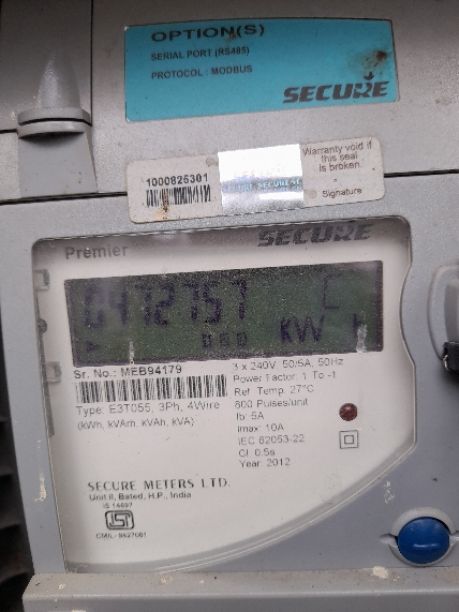 OPTION(S)
SERIAL PORT (RS485)
PROTOCOL : MODBUS
SECURE
1000825301
Warranty void if
this seal
is broken.
Signature
SECURE
Premier
0472757
KW h
Sr. No.: MEB94179
3 x 240V, 50/5A, 50Hz
Power Factor: 1 To -1
Type: E3T055, 3Ph, 4Wire
Ref. Temp. 27°C
(kWh, kVArh, kVAh, kVA)
800 Pulses/unit
Ib: 5A
Imax: 10A
IEC 62053-22
Cl. 0.5s
Year: 2012
SECURE METERS LTD.
Unit II, Bated, H.P., India
IS 14697